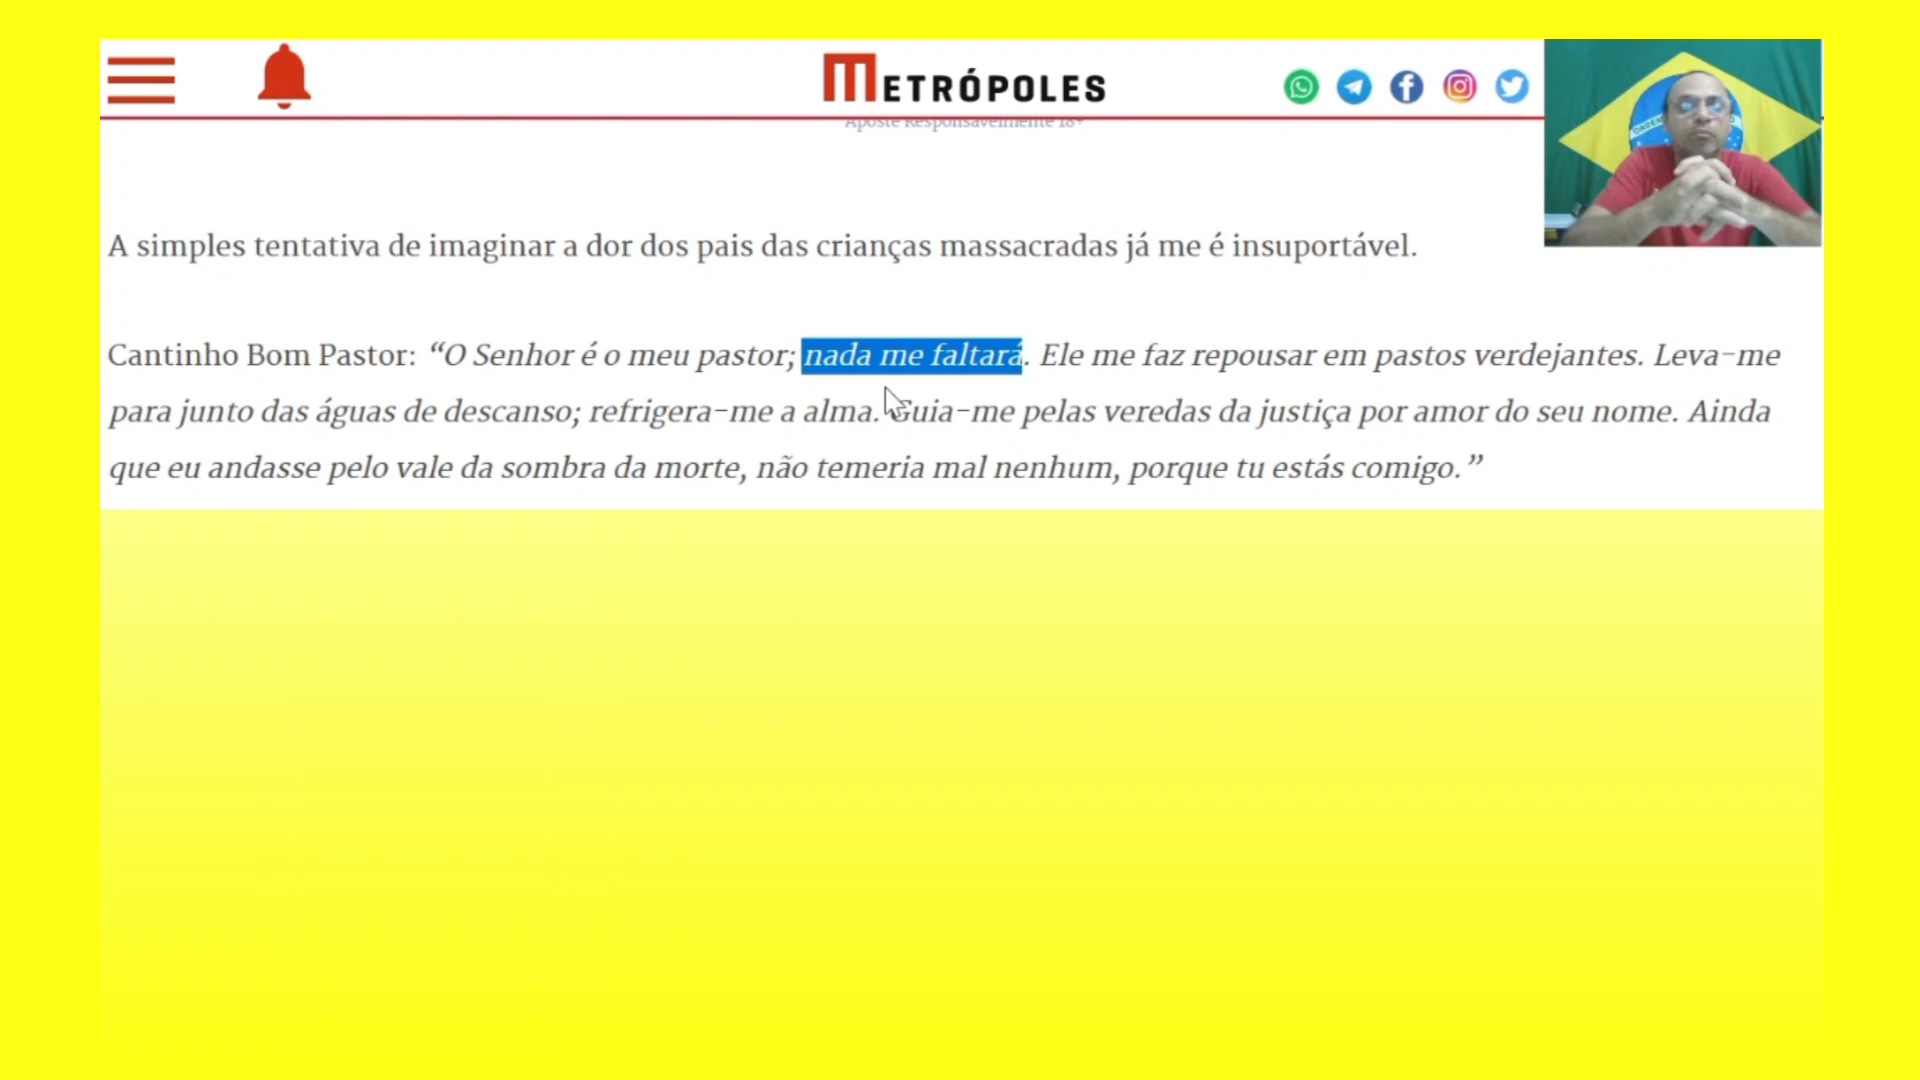 METRÓPOLES
Aposte Responsavelmente 18+
A simples tentativa de imaginar a dor dos pais das crianças massacradas já me é insuportável.
Cantinho Bom Pastor: “O Senhor é o meu pastor; nada me faltará. Ele me faz repousar em pastos verdejantes. Leva-me
para junto das águas de descanso; refrigera-me a alma. Guia-me pelas veredas da justiça por amor do seu nome. Ainda
que eu andasse pelo vale da sombra da morte, não temeria mal nenhum, porque tu estás comigo.”